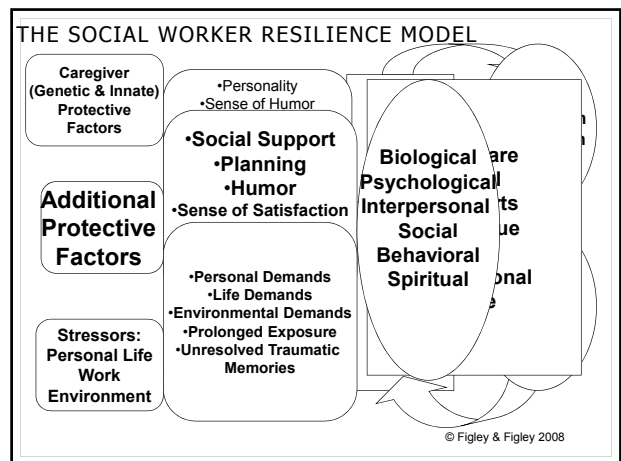 THE SOCIAL WORKER RESILIENCE MODEL
Caregiver
(Genetic & Innate)
Protective
Factors
•Personality
•Sense of Humor
Additional
Protective
Factors
•Social Support
•Planning
•Humor
•Sense of Satisfaction
Stressors:
Personal Life
Work
Environment
•Personal Demands
•Life Demands
•Environmental Demands
•Prolonged Exposure
•Unresolved Traumatic
Memories
Biological
Psychological
Interpersonal
Social
Behavioral
Spiritual
© Figley & Figley 2008